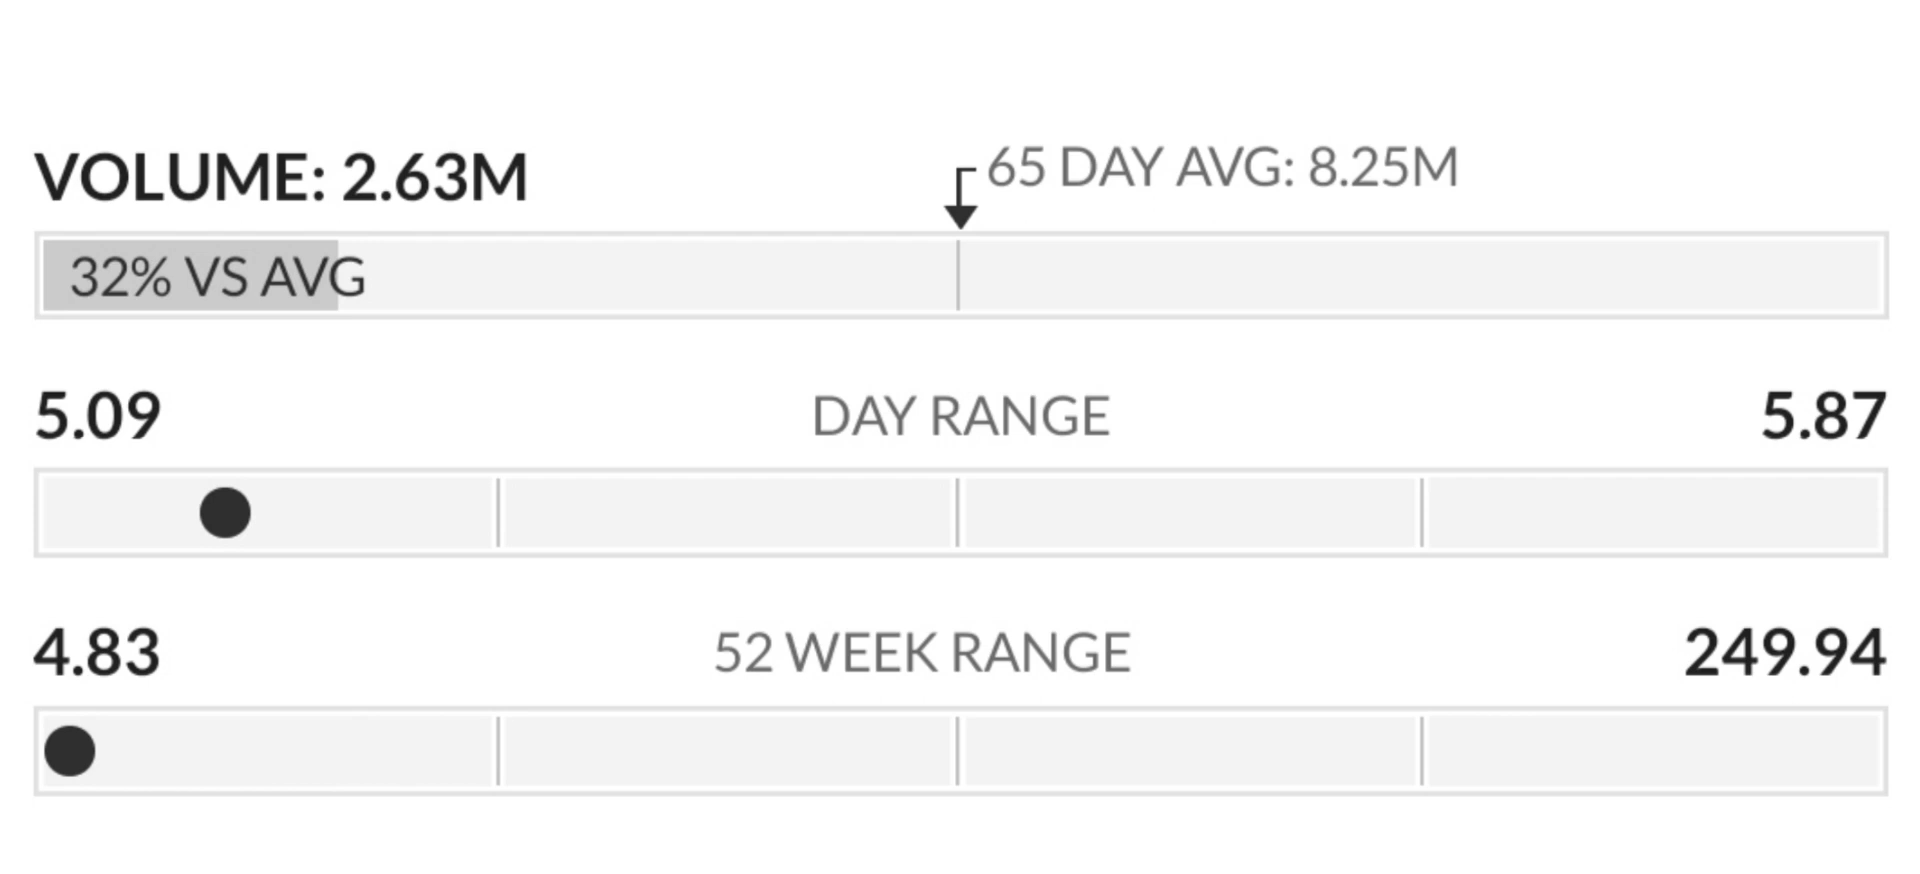 VOLUME: 2.63M
65 DAY AVG: 8.25M
32% VS AVG
5.09 DAY RANGE 5.87
4.83 52 WEEK RANGE 249.94